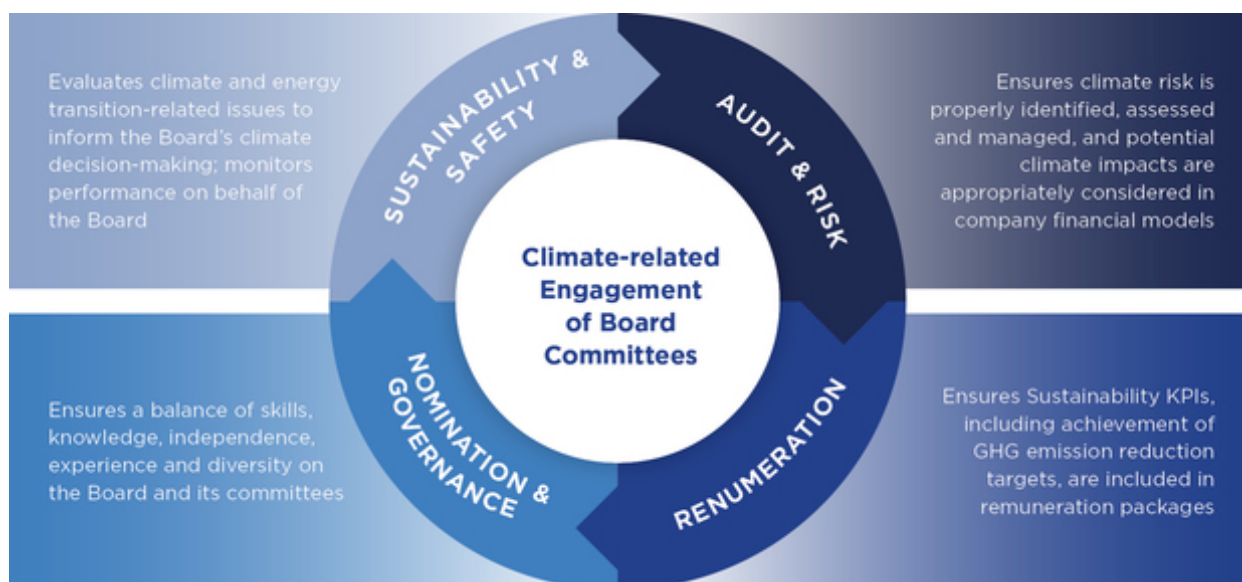 Evaluates climate and energy
transition-related issues to
inform the Board's climate
decision-making; monitors
performance on behalf of
the Board
SUSTAINABILITY &
SAFETY
AUDIT & RISK
Ensures climate risk is
properly identified, assessed
and managed, and potential
climate impacts are
appropriately considered in
company financial models
Climate-related
Engagement
of Board
Committees
Ensures a balance of skills,
knowledge, independence,
experience and diversity on
the Board and its committees
NOMINATION &
GOVERNANCE
RENUMERATION
Ensures Sustainability KPIs,
including achievement of
GHG emission reduction
targets, are included in
remuneration packages